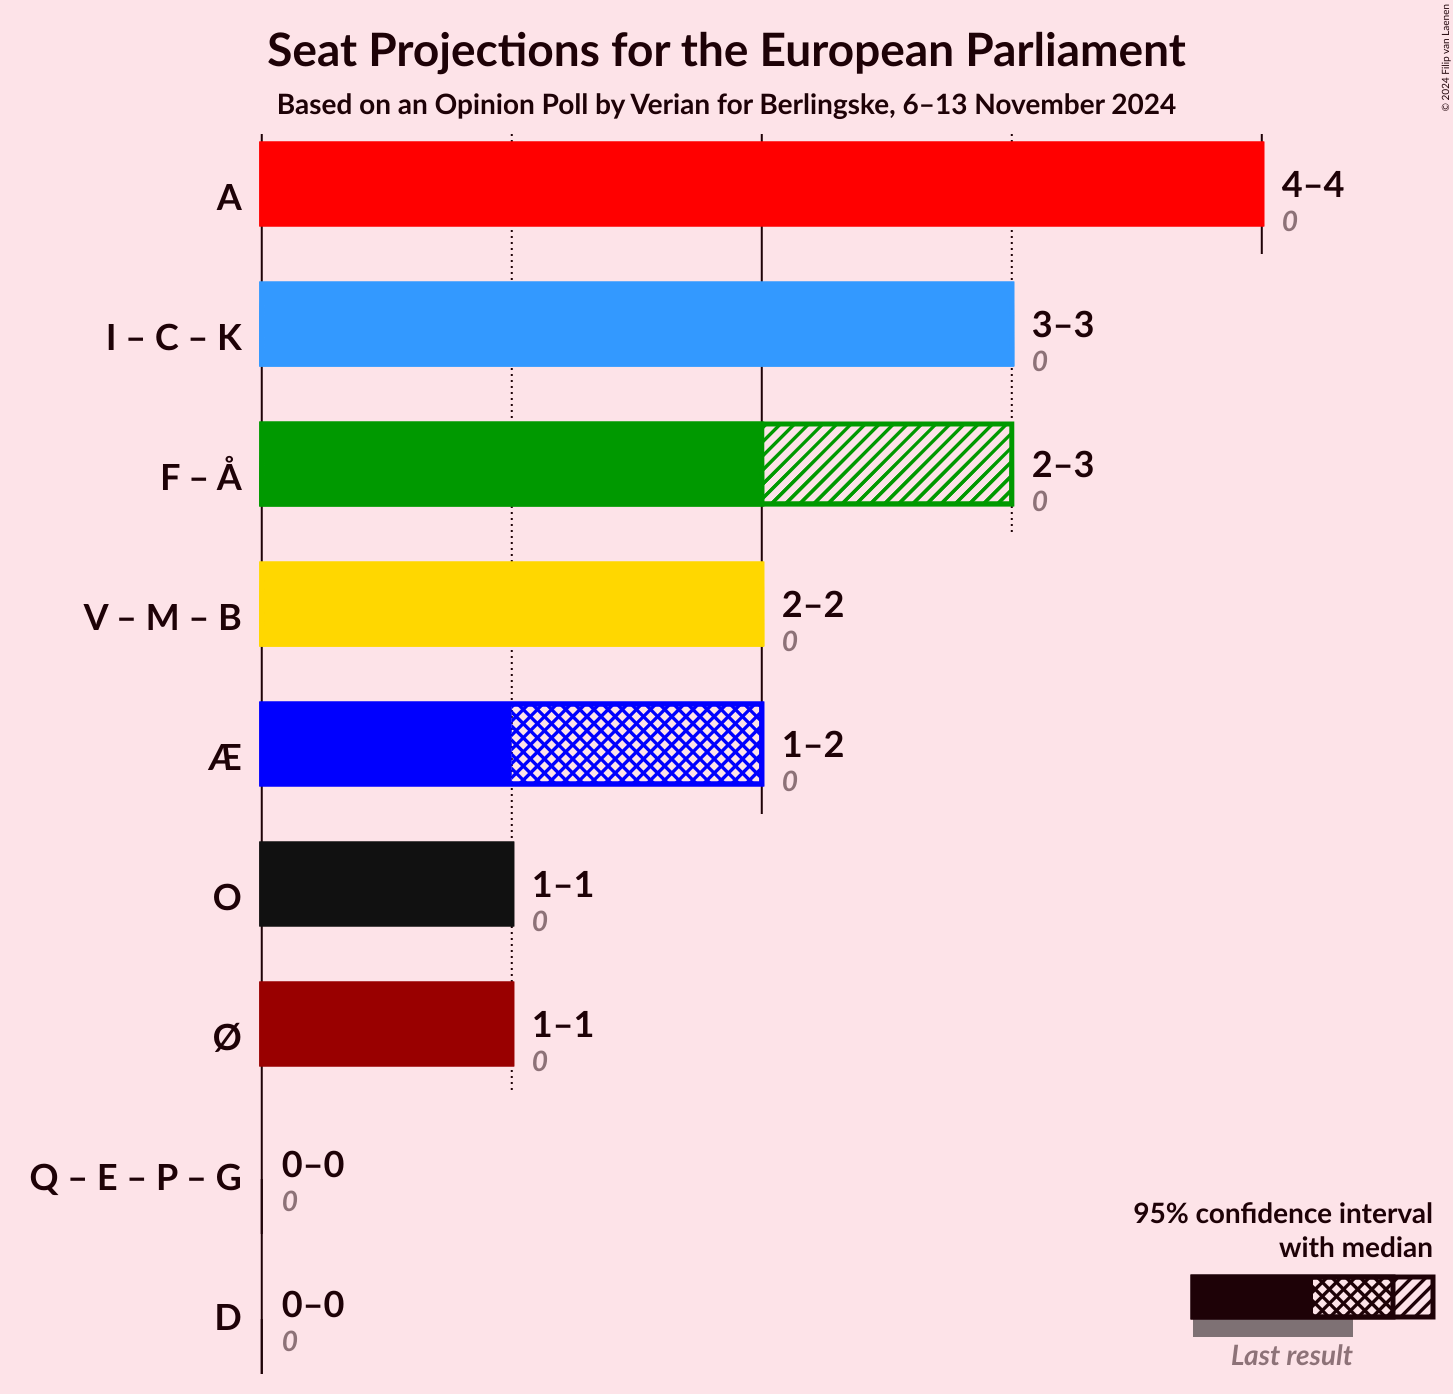 Seat Projections for the European Parliament
Based on an Opinion Poll by Verian for Berlingske, 6–13 November 2024
© 2024 Filip van Laenen
A
4–4
0
I – C – K
3–3
0
F – Å
2–3
0
V – M – B
2–2
0
Æ
1–2
0
O
1–1
0
Ø
1–1
0
Q – E – P – G
0–0
0
D
0–0
0
95% confidence interval
with median
Last result